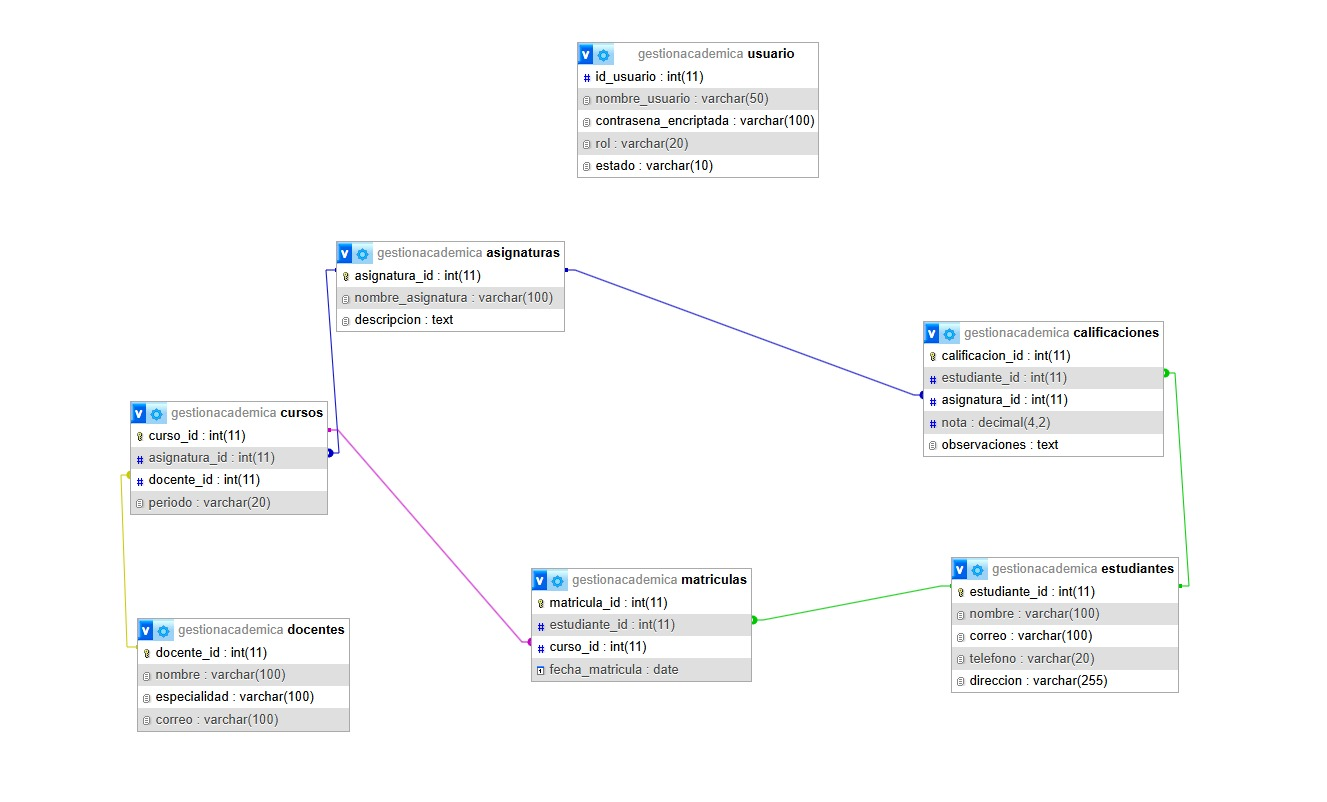 v gestionacademica usuario
# id_usuario : int(11)
nombre_usuario : varchar(50)
contrasena_encriptada : varchar(100)
rol : varchar(20)
estado : varchar(10)
v gestionacademica asignaturas
asignatura_id : int(11)
nombre_asignatura : varchar(100)
descripcion : text
v gestionacademica calificaciones
calificacion_id : int(11)
# estudiante_id : int(11)
# asignatura_id : int(11)
# nota : decimal(4,2)
observaciones : text
v gestionacademica cursos
curso_id : int(11)
# asignatura_id : int(11)
# docente_id : int(11)
periodo : varchar(20)
v gestionacademica matriculas
matricula_id : int(11)
# estudiante_id : int(11)
# curso_id : int(11)
fecha_matricula : date
v gestionacademica estudiantes
estudiante_id : int(11)
nombre : varchar(100)
correo : varchar(100)
telefono : varchar(20)
direccion : varchar(255)
v gestionacademica docentes
docente_id : int(11)
nombre : varchar(100)
especialidad : varchar(100)
correo : varchar(100)